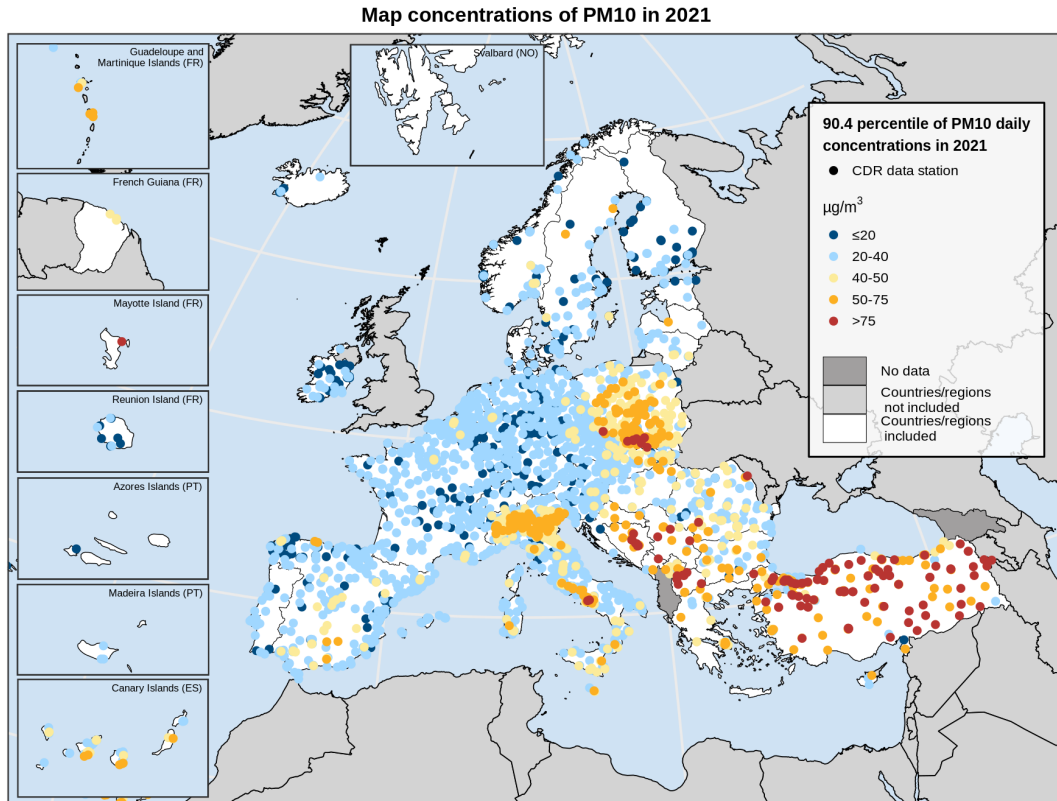 Map concentrations of PM10 in 2021
Guadeloupe and
Martinique Islands (FR)
Svalbard (NO)
French Guiana (FR)
Mayotte Island (FR)
Reunion Island (FR)
Azores Islands (PT)
Madeira Islands (PT)
Canary Islands (ES)
90.4 percentile of PM10 daily
concentrations in 2021
CDR data station
µg/m³
≤20
20-40
40-50
50-75
>75
No data
Countries/regions
not included
Countries/regions
included